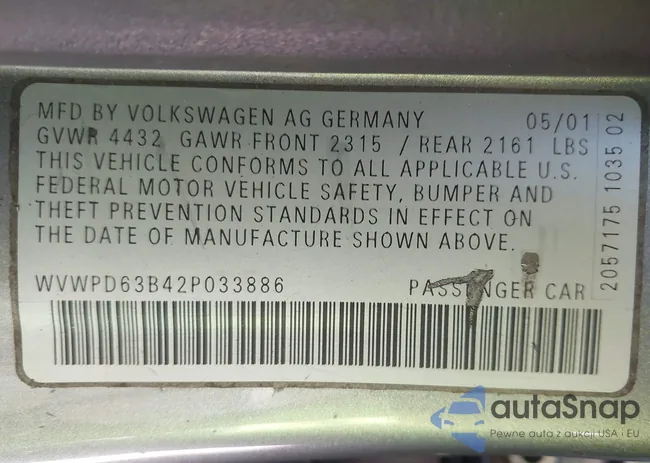 MFD BY VOLKSWAGEN AG GERMANY 05/01
GVWR 4432 GAWR FRONT 2315 / REAR 2161 LBS
THIS VEHICLE CONFORMS TO ALL APPLICABLE U.S.
FEDERAL MOTOR VEHICLE SAFETY, BUMPER AND
THEFT PREVENTION STANDARDS IN EFFECT ON
THE DATE OF MANUFACTURE SHOWN ABOVE.
WVWPD63B42P033886 PASSENGER CAR
2057175 1035 02
autaSnap
Pewne auta z aukcji USA i EU